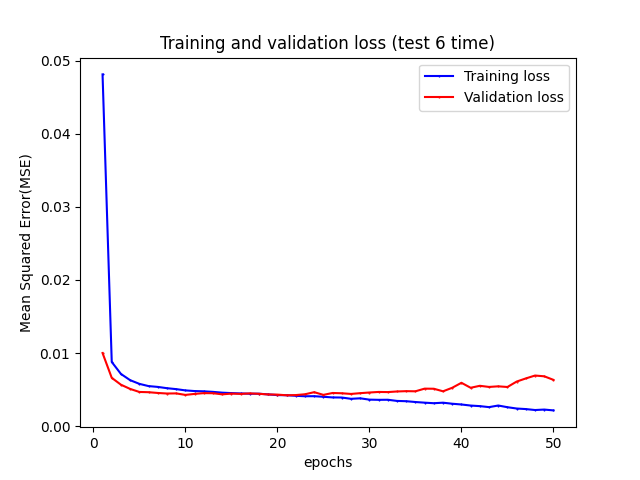 Training and validation loss (test 6 time)
Training loss
Validation loss
Mean Squared Error(MSE)
0.05
0.04
0.03
0.02
0.01
0.00
0 10 20 30 40 50
epochs